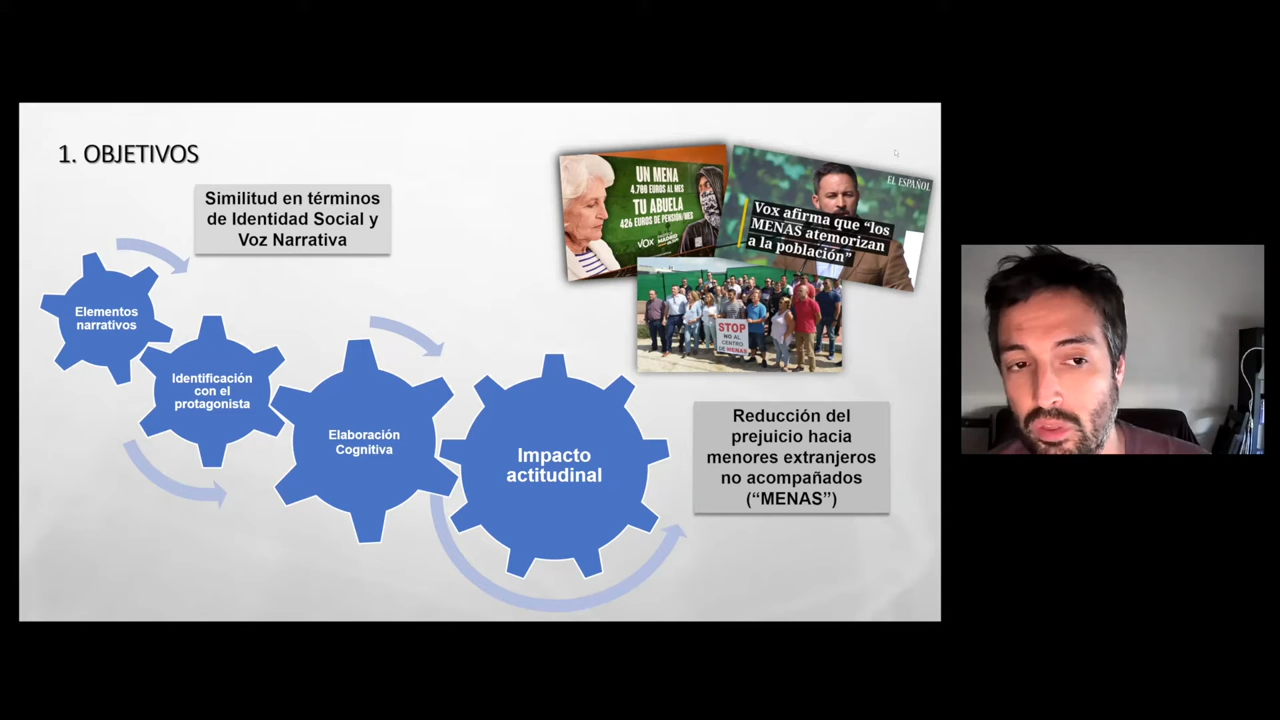 1. OBJETIVOS
Similitud en términos
de Identidad Social y
Voz Narrativa
Elementos
narrativos
Identificación
con el
protagonista
Elaboración
Cognitiva
Impacto
actitudinal
UN MENA
4.700 EUROS AL MES
TU ABUELA
426 EUROS DE PENSIÓN/MES
VOX
MADRID
EL ESPAÑOL
Vox afirma que “los
MENAS atemorizan
a la población”
STOP
NO AL
CENTRO
DE MENAS
Reducción del
prejuicio hacia
menores extranjeros
no acompañados
(“MENAS”)